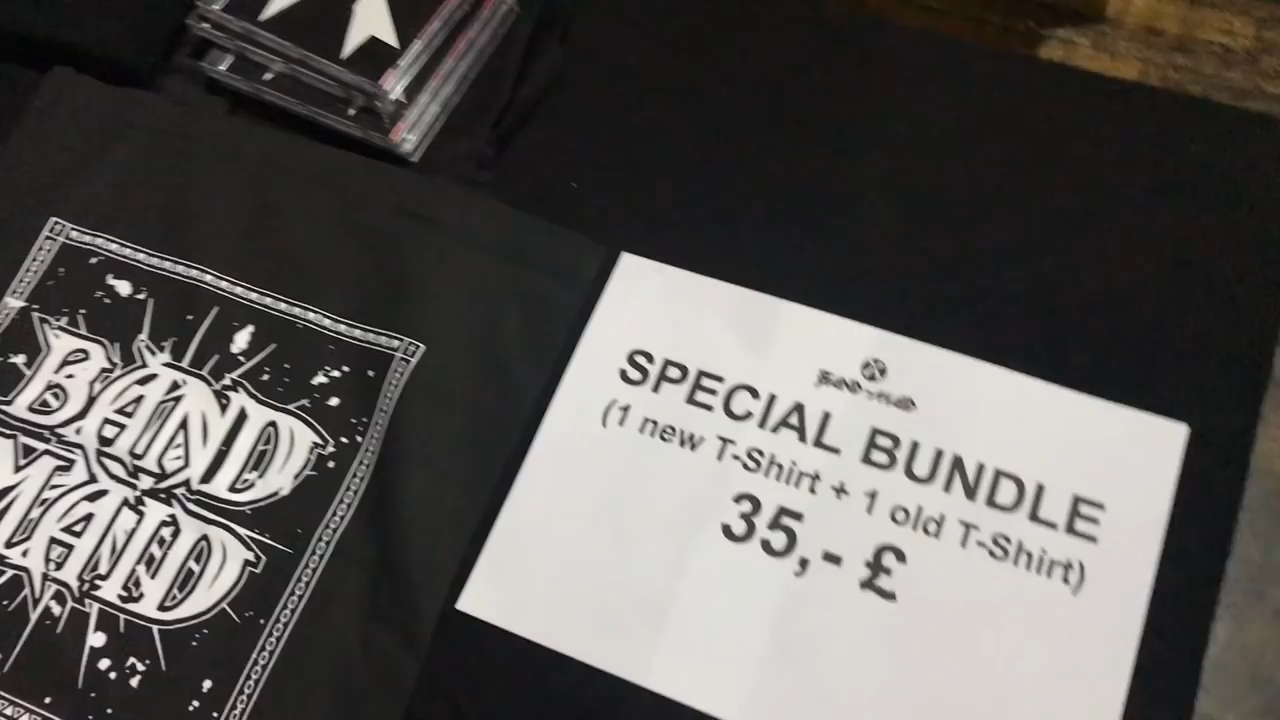 BAND
MAID
SPECIAL BUNDLE
(1 new T-Shirt + 1 old T-Shirt)
35,- £